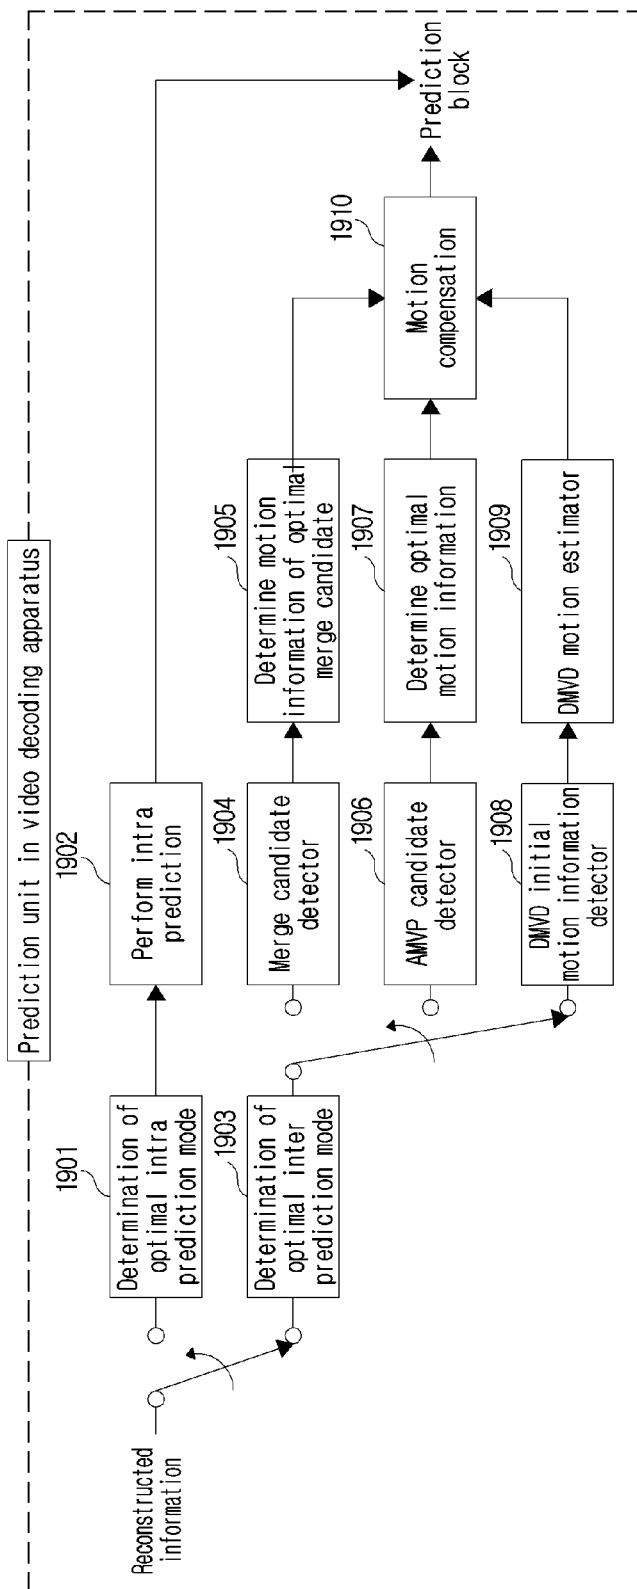 Prediction unit in video decoding apparatus
Reconstructed
information
1901
Determination of
optimal intra
prediction mode
1902
Perform intra
prediction
1903
Determination of
optimal inter
prediction mode
1904
Merge candidate
detector
1905
Determine motion
information of optimal
merge candidate
1906
AMVP candidate
detector
1907
Determine optimal
motion information
1908
DMVD initial
motion information
detector
1909
DMVD motion estimator
1910
Motion
compensation
Prediction
block